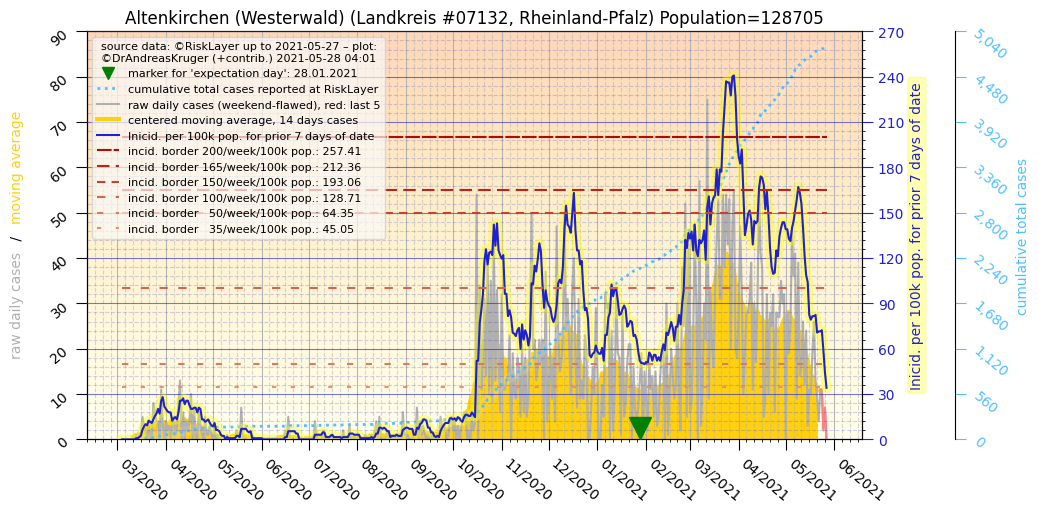 Altenkirchen (Westerwald) (Landkreis #07132, Rheinland-Pfalz) Population=128705
source data: ©RiskLayer up to 2021-05-27 – plot:
©DrAndreasKruger (+contrib.) 2021-05-28 04:01
marker for 'expectation day': 28.01.2021
cumulative total cases reported at RiskLayer
raw daily cases (weekend-flawed), red: last 5
centered moving average, 14 days cases
Inicid. per 100k pop. for prior 7 days of date
incid. border 200/week/100k pop.: 257.41
incid. border 165/week/100k pop.: 212.36
incid. border 150/week/100k pop.: 193.06
incid. border 100/week/100k pop.: 128.71
incid. border 50/week/100k pop.: 64.35
incid. border 35/week/100k pop.: 45.05
raw daily cases / moving average
90
80
70
60
50
40
30
20
10
0
270
240
210
180
150
120
90
60
30
0
Inicid. per 100k pop. for prior 7 days of date
5,040
4,480
3,920
3,360
2,800
2,240
1,680
1,120
560
0
cumulative total cases
03/2020
04/2020
05/2020
06/2020
07/2020
08/2020
09/2020
10/2020
11/2020
12/2020
01/2021
02/2021
03/2021
04/2021
05/2021
06/2021